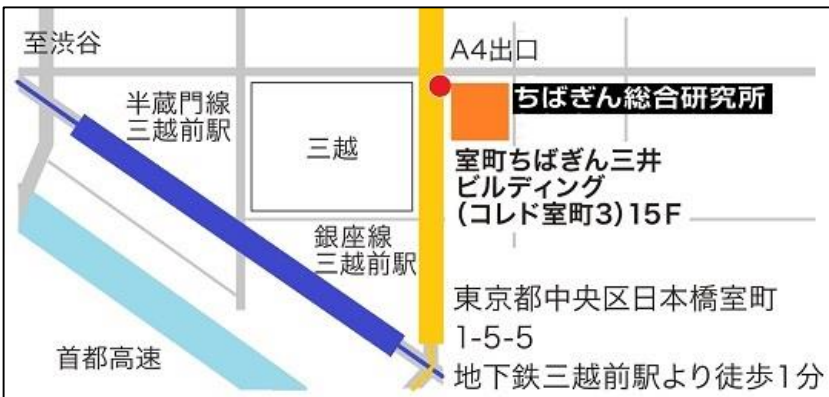 至渋谷
A4出口
半蔵門線
三越前駅
ちばぎん総合研究所
三越
室町ちばぎん三井
ビルディング
(コレド室町3)15F
銀座線
三越前駅
東京都中央区日本橋室町
1-5-5
首都高速
地下鉄三越前駅より徒歩1分